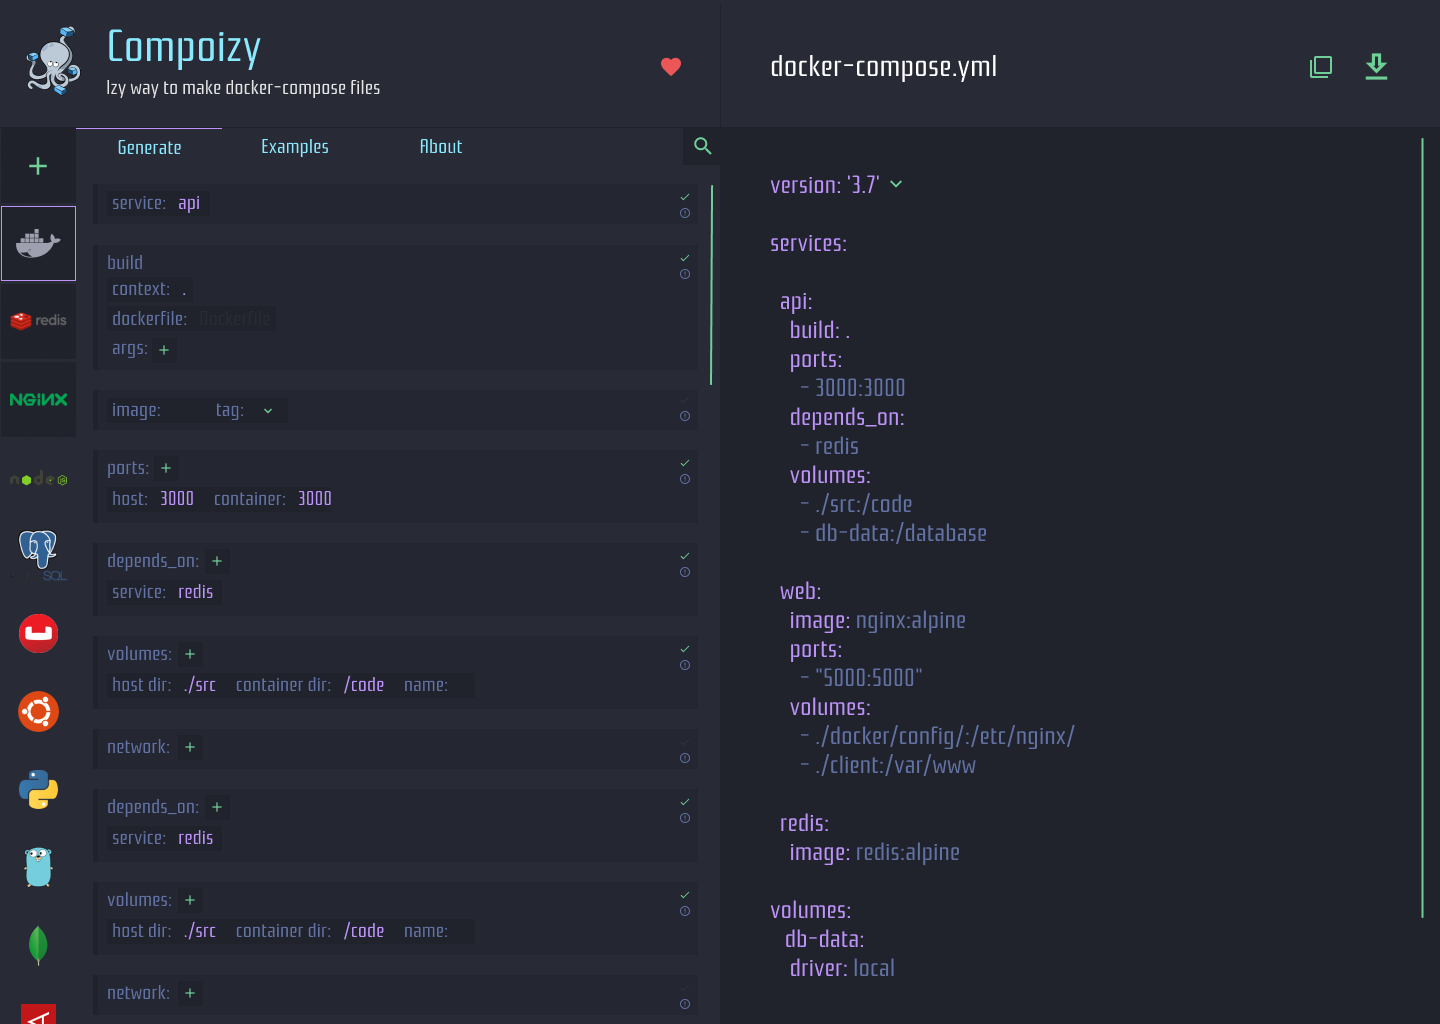 Compoizy
Izy way to make docker-compose files
docker-compose.yml
Generate
Examples
About
redis
NGINX
node
SQL
service: api
build
context: .
dockerfile: Dockerfile
args: +
image: tag:
ports: +
host: 3000 container: 3000
depends_on: +
service: redis
volumes: +
host dir: ./src container dir: /code name:
network: +
depends_on: +
service: redis
volumes: +
host dir: ./src container dir: /code name:
network: +
version: '3.7'
services:
api:
build: .
ports:
- 3000:3000
depends_on:
- redis
volumes:
- ./src:/code
- db-data:/database
web:
image: nginx:alpine
ports:
- "5000:5000"
volumes:
- ./docker/config/:/etc/nginx/
- ./client:/var/www
redis:
image: redis:alpine
volumes:
db-data:
driver: local